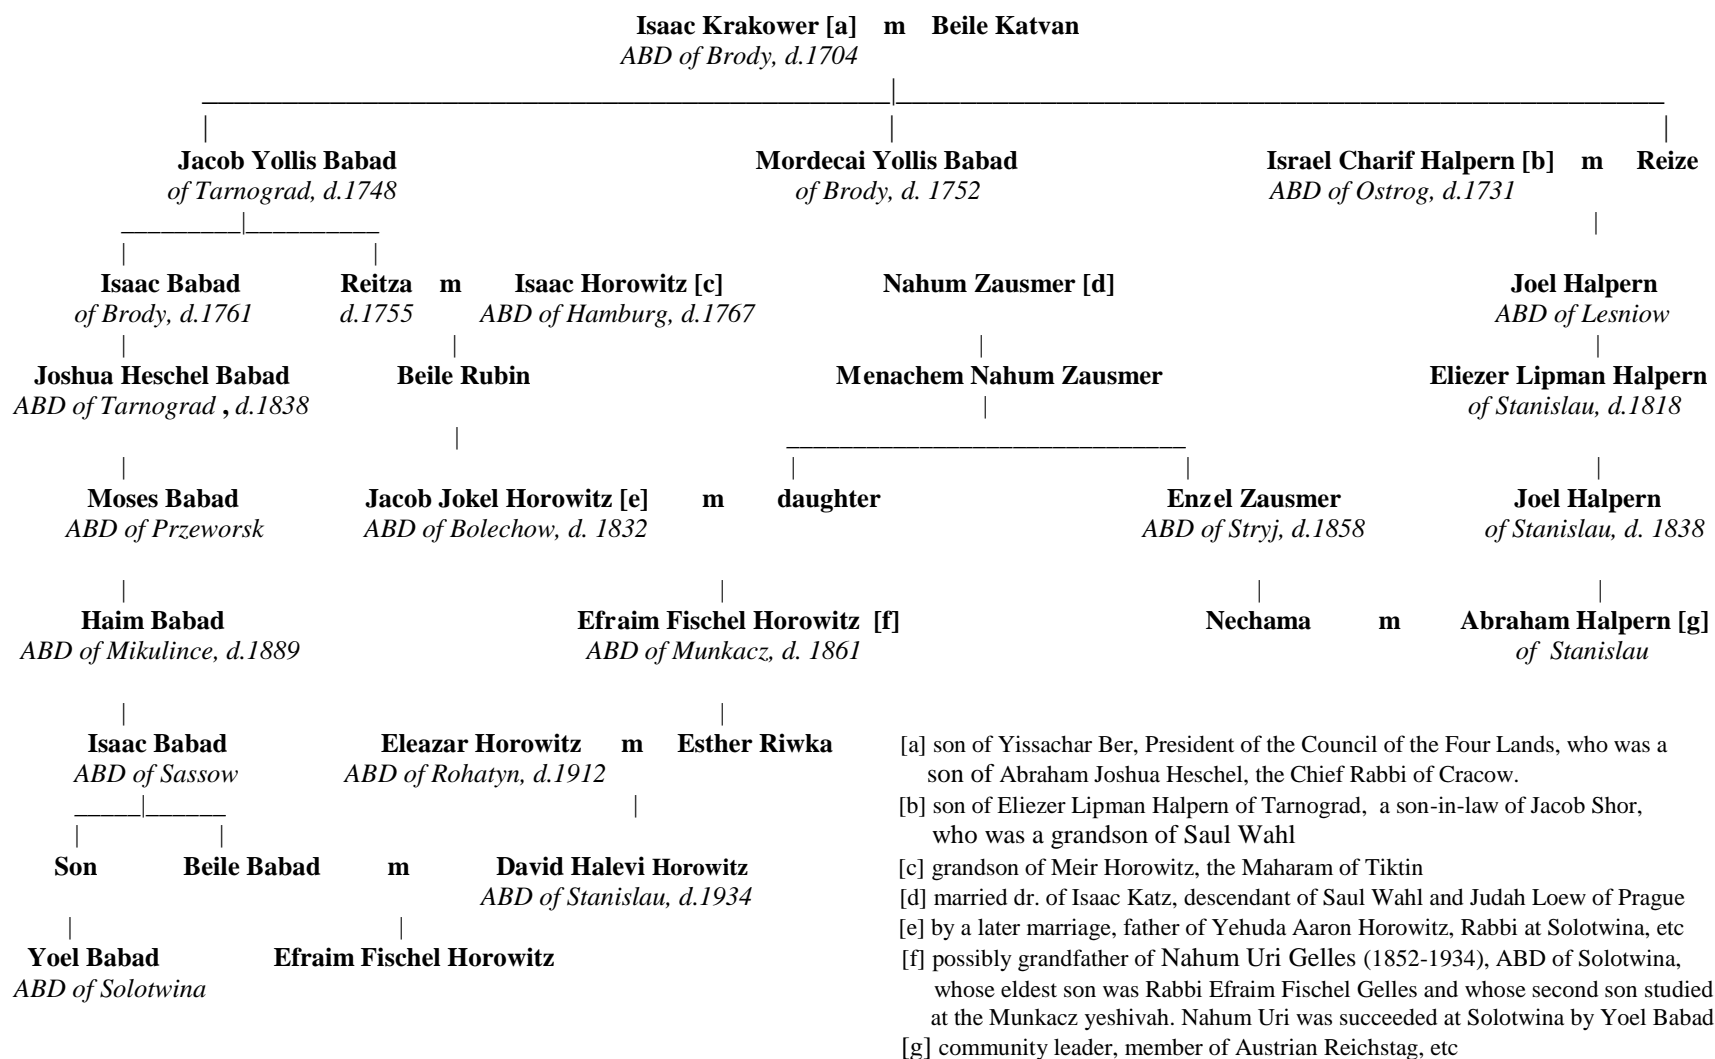 Isaac Krakower [a] m Beile Katvan
ABD of Brody, d.1704
Jacob Yollis Babad Mordecai Yollis Babad Israel Charif Halpern [b] m Reize
of Tarnograd, d.1748 of Brody, d. 1752 ABD of Ostrog, d.1731
Isaac Babad Reitza m Isaac Horowitz [c] Nahum Zausmer [d] Joel Halpern
of Brody, d.1761 d.1755 ABD of Hamburg, d.1767 ABD of Lesniow
Joshua Heschel Babad Beile Rubin Menachem Nahum Zausmer Eliezer Lipman Halpern
ABD of Tarnograd , d.1838 of Stanislau, d.1818
Moses Babad Jacob Jokel Horowitz [e] m daughter Enzel Zausmer Joel Halpern
ABD of Przeworsk ABD of Bolechow, d. 1832 ABD of Stryj, d.1858 of Stanislau, d. 1838
Haim Babad Efraim Fischel Horowitz [f] Nechama m Abraham Halpern [g]
ABD of Mikulince, d.1889 ABD of Munkacz, d. 1861 of Stanislau
Isaac Babad Eleazar Horowitz m Esther Riwka
ABD of Sassow ABD of Rohatyn, d.1912
Son Beile Babad m David Halevi Horowitz
ABD of Stanislau, d.1934
Yoel Babad Efraim Fischel Horowitz
ABD of Solotwina
[a] son of Yissachar Ber, President of the Council of the Four Lands, who was a
son of Abraham Joshua Heschel, the Chief Rabbi of Cracow.
[b] son of Eliezer Lipman Halpern of Tarnograd, a son-in-law of Jacob Shor,
who was a grandson of Saul Wahl
[c] grandson of Meir Horowitz, the Maharam of Tiktin
[d] married dr. of Isaac Katz, descendant of Saul Wahl and Judah Loew of Prague
[e] by a later marriage, father of Yehuda Aaron Horowitz, Rabbi at Solotwina, etc
[f] possibly grandfather of Nahum Uri Gelles (1852-1934), ABD of Solotwina,
whose eldest son was Rabbi Efraim Fischel Gelles and whose second son studied
at the Munkacz yeshivah. Nahum Uri was succeeded at Solotwina by Yoel Babad
[g] community leader, member of Austrian Reichstag, etc